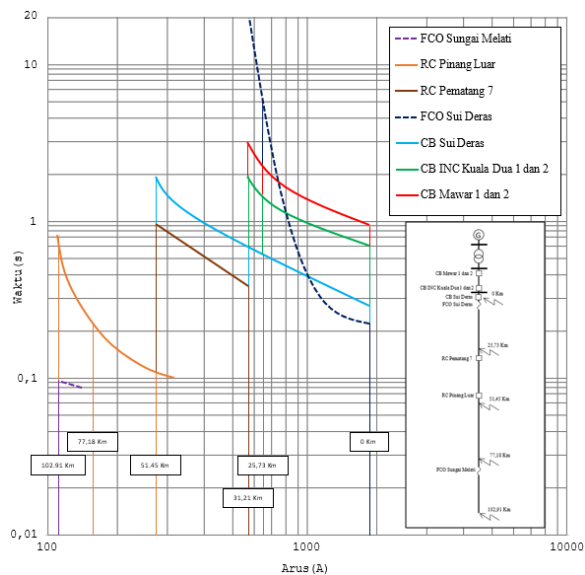 20
10
1
0,1
0,01
Waktu(s)
100
1000
10000
Arus(A)
FCO Sungai Melati
RC Pinang Luar
RC Pematang 7
FCO Sui Deras
CB Sui Deras
CB INC Kuala Dua 1 dan 2
CB Mawar 1 dan 2
77,18 Km
102.91 Km
51.45 Km
25,73 Km
31,21 Km
0 Km
G
CB Mawar 1 dan 2
CB INC Kuala Dua 1 dan 2
CB Sui Deras
FCO Sui Deras
0 Km
25,73 Km
RC Pematang 7
RC Pinang Luar
51,45 Km
77,18 Km
FCO Sungai Melati
102,91 Km